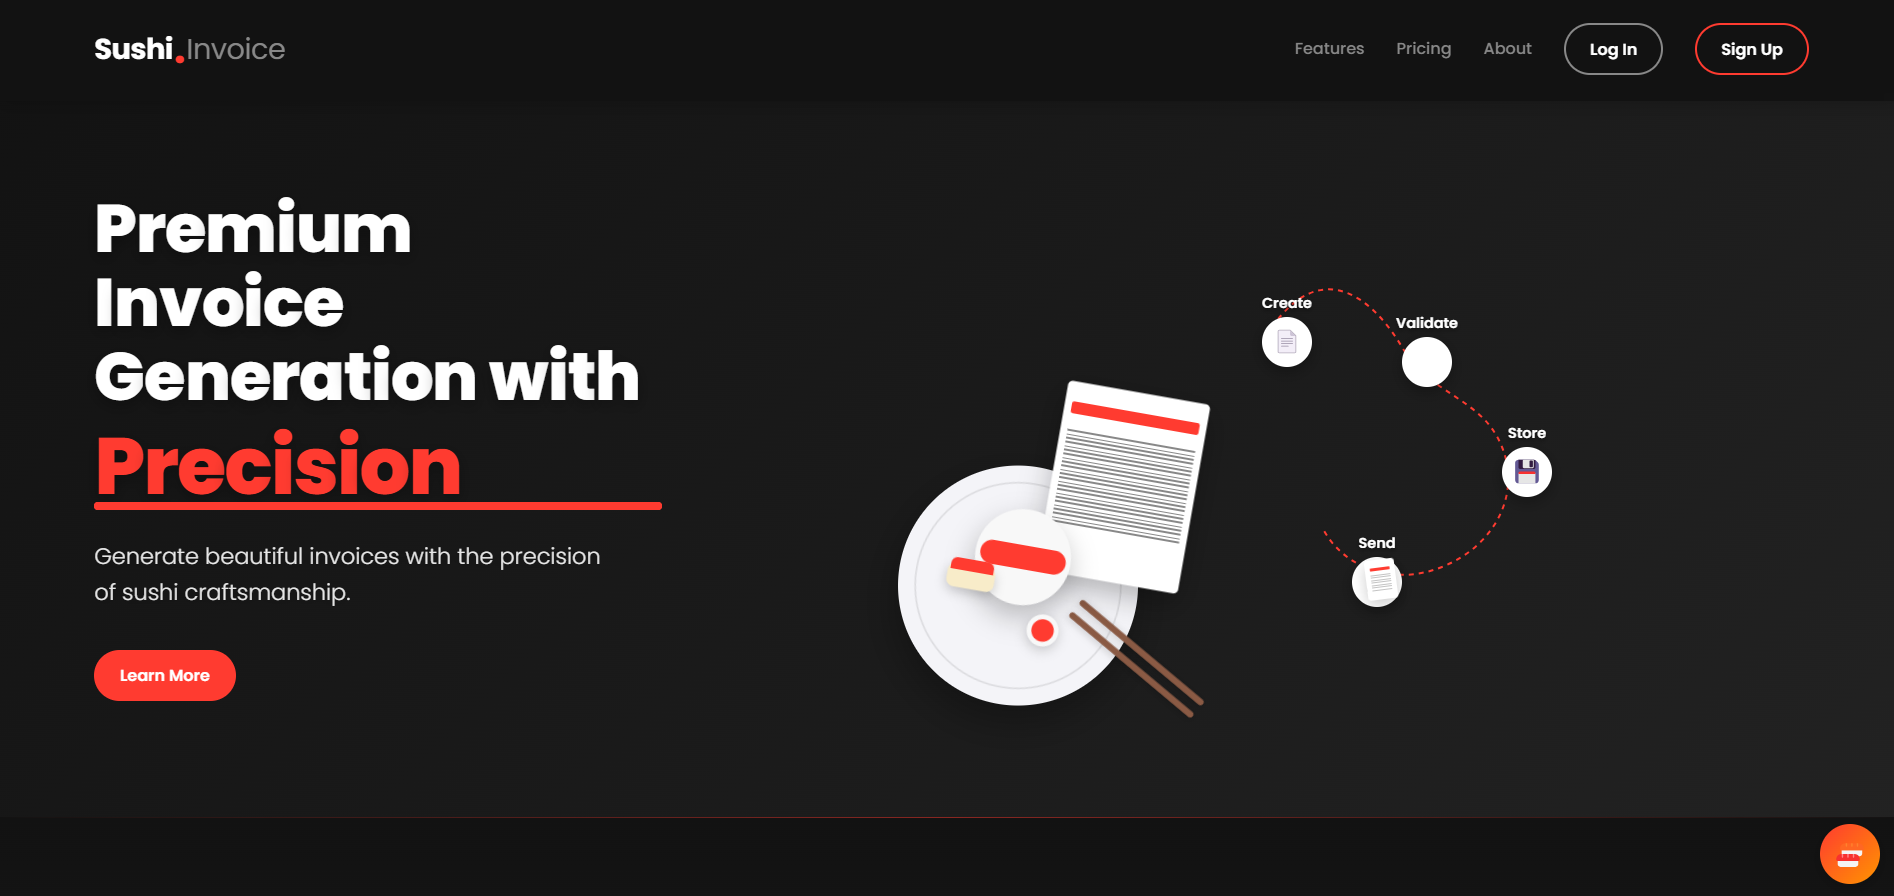 Sushi.Invoice
Features
Pricing
About
Log In
Sign Up
Premium
Invoice
Generation with
Precision
Generate beautiful invoices with the precision
of sushi craftsmanship.
Learn More
Create
Validate
Store
Send